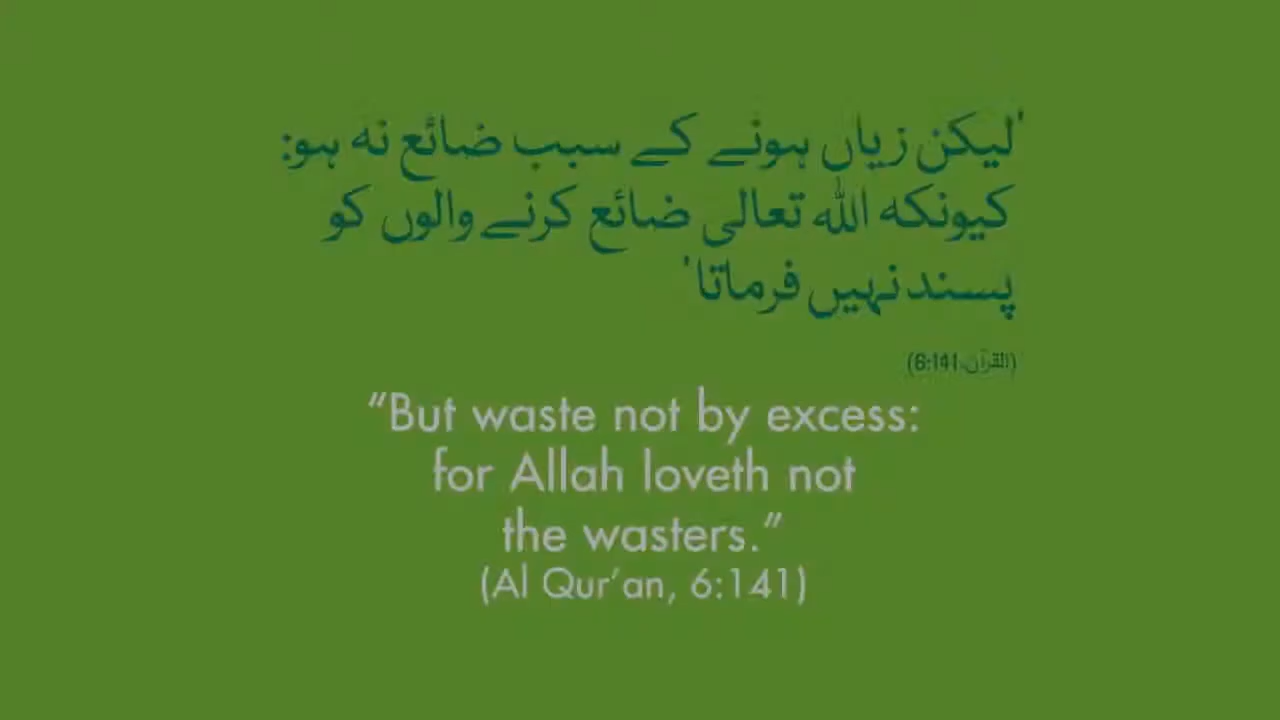 'لیکن زیاں ہونے کے سبب ضائع نہ ہو:
کیونکہ اللہ تعالی ضائع کرنے والوں کو
پسند نہیں فرماتا'
(القرآن، 6:141)
“But waste not by excess:
for Allah loveth not
the wasters.”
(Al Qur’an, 6:141)